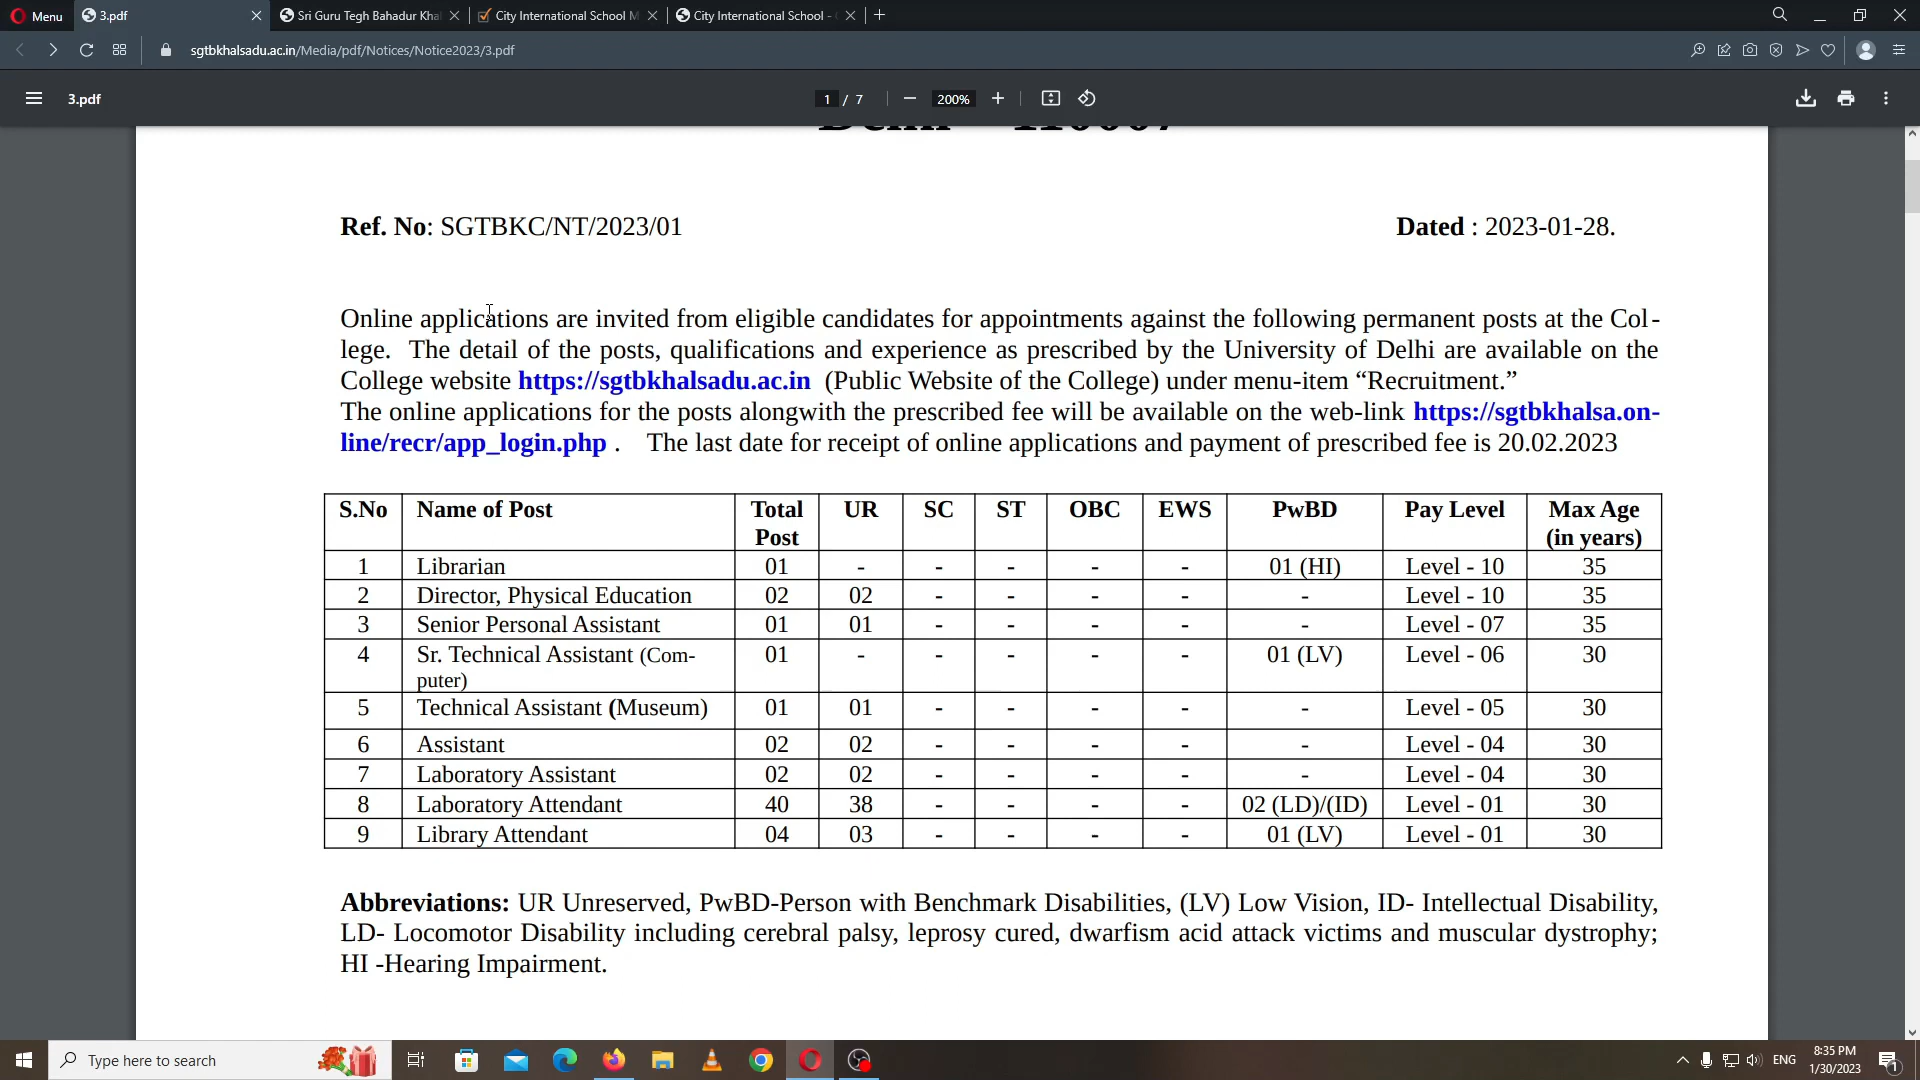 Menu
3.pdf
Sri Guru Tegh Bahadur Kha
City International School M
City International School -
sgtbkhalsadu.ac.in/Media/pdf/Notices/Notice2023/3.pdf
3.pdf
1 / 7
200%
Delhi – 110007
Ref. No: SGTBKC/NT/2023/01 Dated : 2023-01-28.
Online applications are invited from eligible candidates for appointments against the following permanent posts at the Col-
lege. The detail of the posts, qualifications and experience as prescribed by the University of Delhi are available on the
College website https://sgtbkhalsadu.ac.in (Public Website of the College) under menu-item “Recruitment.”
The online applications for the posts alongwith the prescribed fee will be available on the web-link https://sgtbkhalsa.on-
line/recr/app_login.php . The last date for receipt of online applications and payment of prescribed fee is 20.02.2023
S.No Name of Post Total UR SC ST OBC EWS PwBD Pay Level Max Age
Post (in years)
1 Librarian 01 - - - - - 01 (HI) Level - 10 35
2 Director, Physical Education 02 02 - - - - - Level - 10 35
3 Senior Personal Assistant 01 01 - - - - - Level - 07 35
4 Sr. Technical Assistant (Com- 01 - - - - - 01 (LV) Level - 06 30
puter)
5 Technical Assistant (Museum) 01 01 - - - - - Level - 05 30
6 Assistant 02 02 - - - - - Level - 04 30
7 Laboratory Assistant 02 02 - - - - - Level - 04 30
8 Laboratory Attendant 40 38 - - - - 02 (LD)/(ID) Level - 01 30
9 Library Attendant 04 03 - - - - 01 (LV) Level - 01 30
Abbreviations: UR Unreserved, PwBD-Person with Benchmark Disabilities, (LV) Low Vision, ID- Intellectual Disability,
LD- Locomotor Disability including cerebral palsy, leprosy cured, dwarfism acid attack victims and muscular dystrophy;
HI -Hearing Impairment.
Type here to search
ENG
8:35 PM
1/30/2023
1